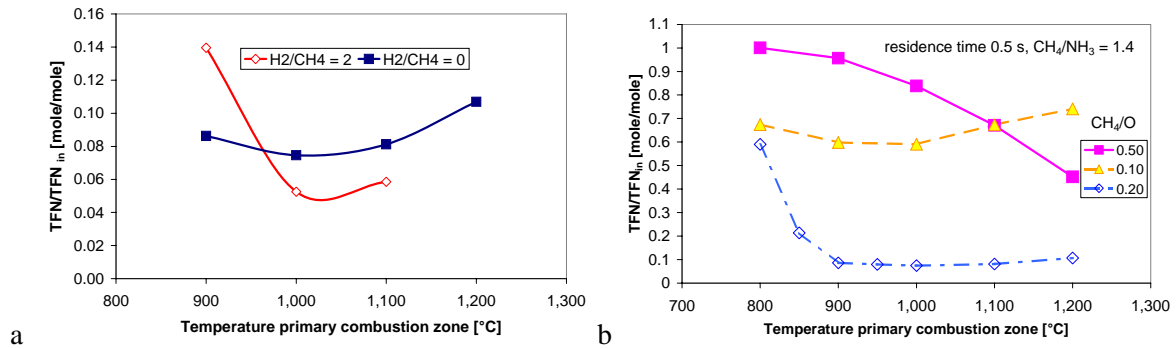 0.16
0.14
0.12
0.10
0.08
0.06
0.04
0.02
0.00
TFN/TFN in [mole/mole]
H2/CH4 = 2 H2/CH4 = 0
800 900 1,000 1,100 1,200 1,300
Temperature primary combustion zone [°C]
a
1.1
1
0.9
0.8
0.7
0.6
0.5
0.4
0.3
0.2
0.1
0
TFN/TFNin [mole/mole]
residence time 0.5 s, CH4/NH3 = 1.4
CH4/O
0.50
0.10
0.20
700 800 900 1,000 1,100 1,200 1,300
Temperature primary combustion zone [°C]
b